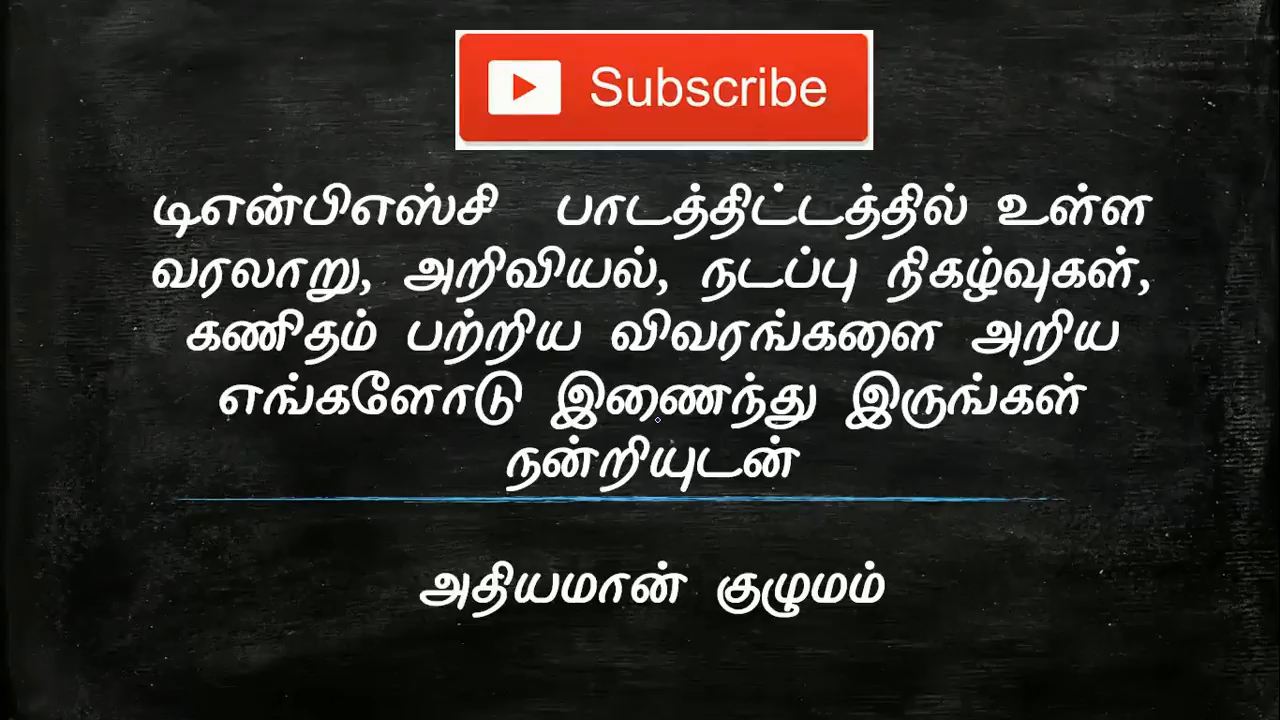 Subscribe
டிஎன்பிஎஸ்சி பாடத்திட்டத்தில் உள்ள
வரலாறு, அறிவியல், நடப்பு நிகழ்வுகள்,
கணிதம் பற்றிய விவரங்களை அறிய
எங்களோடு இணைந்து இருங்கள்
நன்றியுடன்
அதியமான் குழுமம்